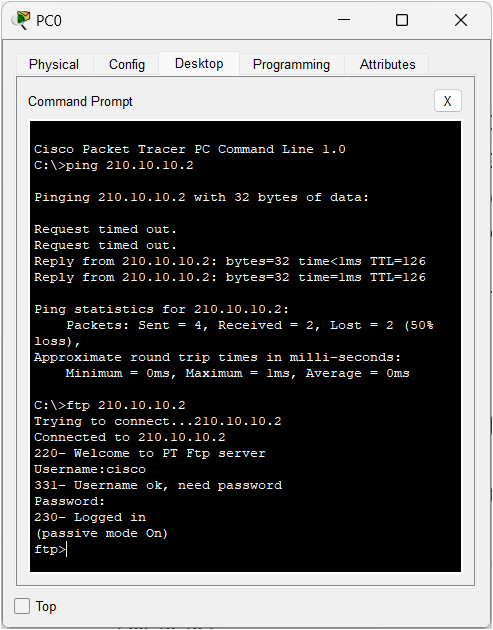 PC0
Physical Config Desktop Programming Attributes
Command Prompt
X
Cisco Packet Tracer PC Command Line 1.0
C:\>ping 210.10.10.2
Pinging 210.10.10.2 with 32 bytes of data:
Request timed out.
Request timed out.
Reply from 210.10.10.2: bytes=32 time<1ms TTL=126
Reply from 210.10.10.2: bytes=32 time=1ms TTL=126
Ping statistics for 210.10.10.2:
Packets: Sent = 4, Received = 2, Lost = 2 (50%
loss),
Approximate round trip times in milli-seconds:
Minimum = 0ms, Maximum = 1ms, Average = 0ms
C:\>ftp 210.10.10.2
Trying to connect...210.10.10.2
Connected to 210.10.10.2
220- Welcome to PT Ftp server
Username:cisco
331- Username ok, need password
Password:
230- Logged in
(passive mode On)
ftp>
Top